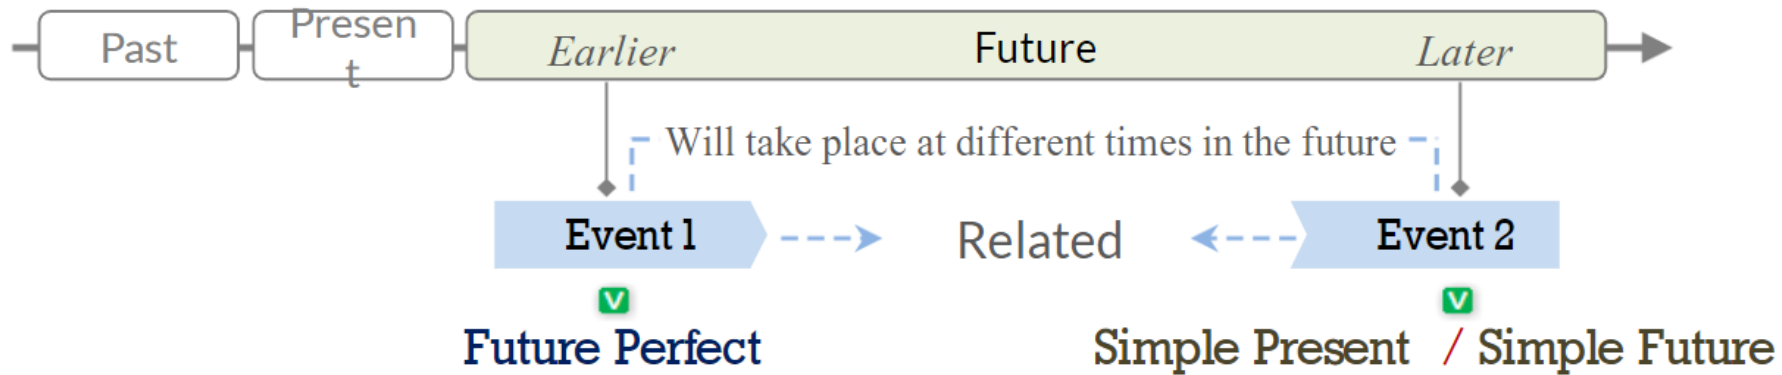 Past
Presen
t
Earlier
Future
Later
Will take place at different times in the future
Event 1
Related
Event 2
V
V
Future Perfect
Simple Present / Simple Future